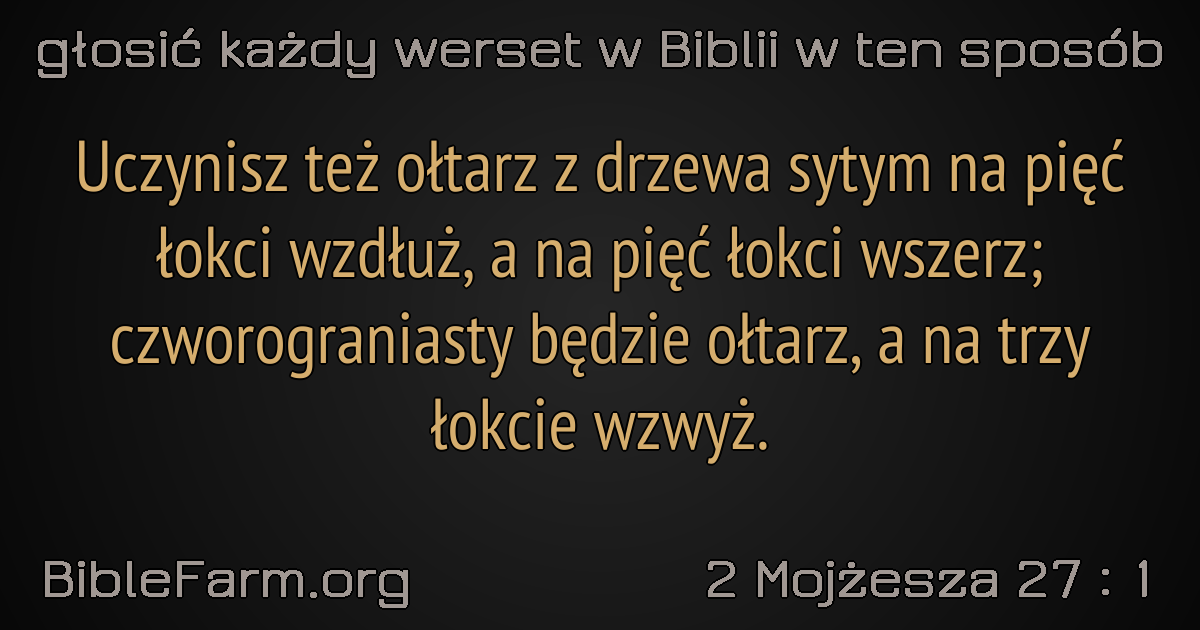 głosić każdy werset w Biblii w ten sposób
Uczynisz też ołtarz z drzewa sytym na pięć
łokci wzdłuż, a na pięć łokci wszerz;
czworograniasty będzie ołtarz, a na trzy
łokcie wzwyż.
BibleFarm.org
2 Mojżesza 27 : 1